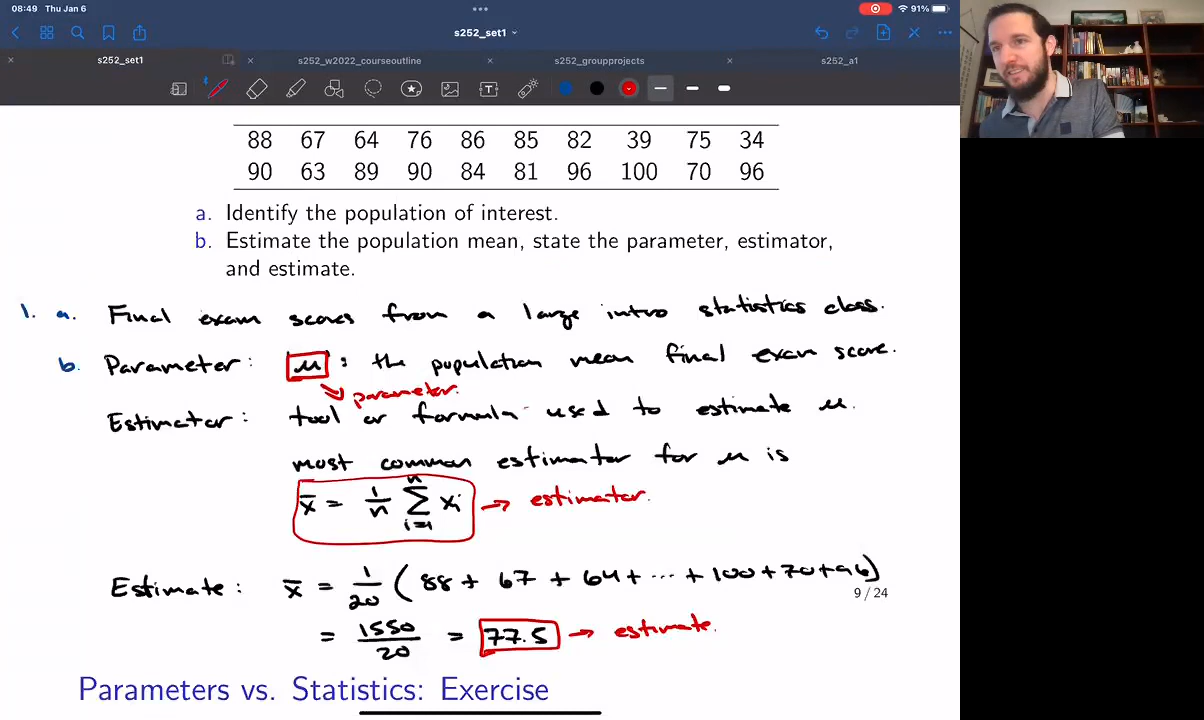 08:49 Thu Jan 6
91%
s252_set1
s252_set1 s252_w2022_courseoutline s252_groupprojects s252_a1
88 67 64 76 86 85 82 39 75 34
90 63 89 90 84 81 96 100 70 96
a. Identify the population of interest.
b. Estimate the population mean, state the parameter, estimator,
and estimate.
1. a. Final exam scores from a large intro statistics class.
b. Parameter: μ : the population mean final exam score.
→ parameter.
Estimator: tool or formula used to estimate μ.
most common estimator for μ is
x̄ = 1/n Σ_{i=1}^{n} xi → estimator.
Estimate: x̄ = 1/20 (88 + 67 + 64 + ... + 100 + 70 + 96)
9 / 24
= 1550/20 = 77.5 → estimate.
Parameters vs. Statistics: Exercise